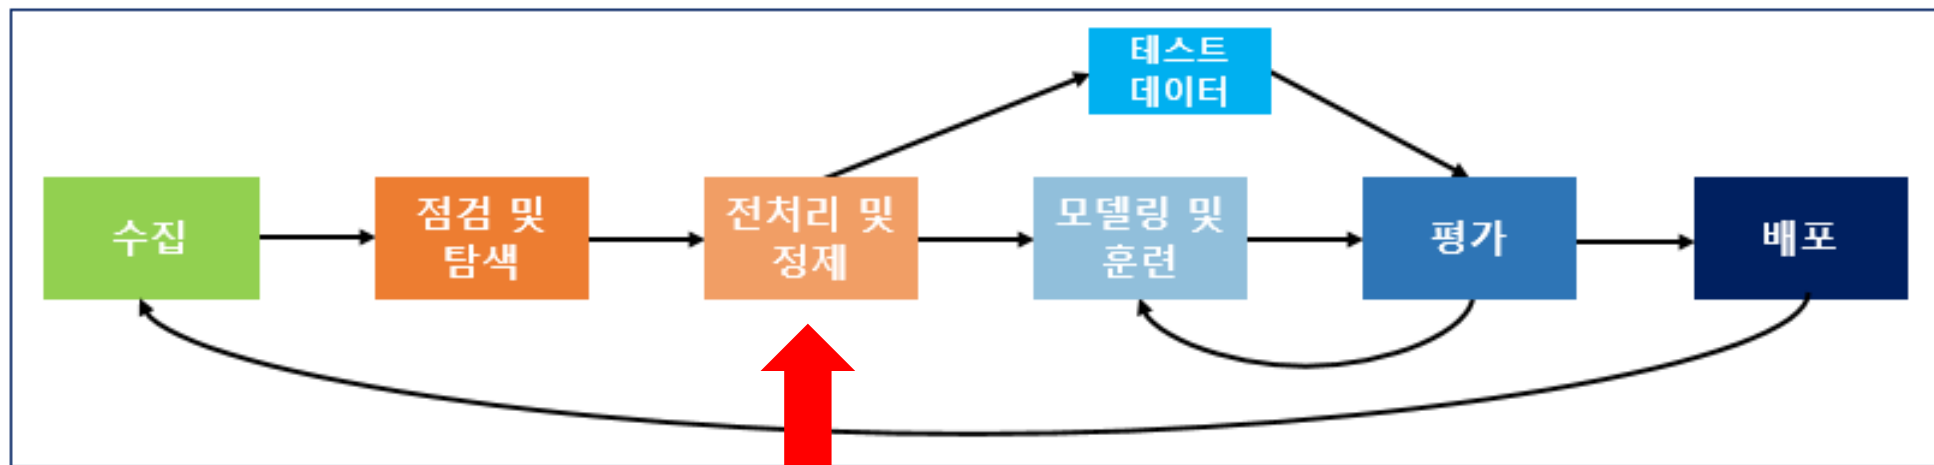 테스트
데이터
수집
점검 및
탐색
전처리 및
정제
모델링 및
훈련
평가
배포